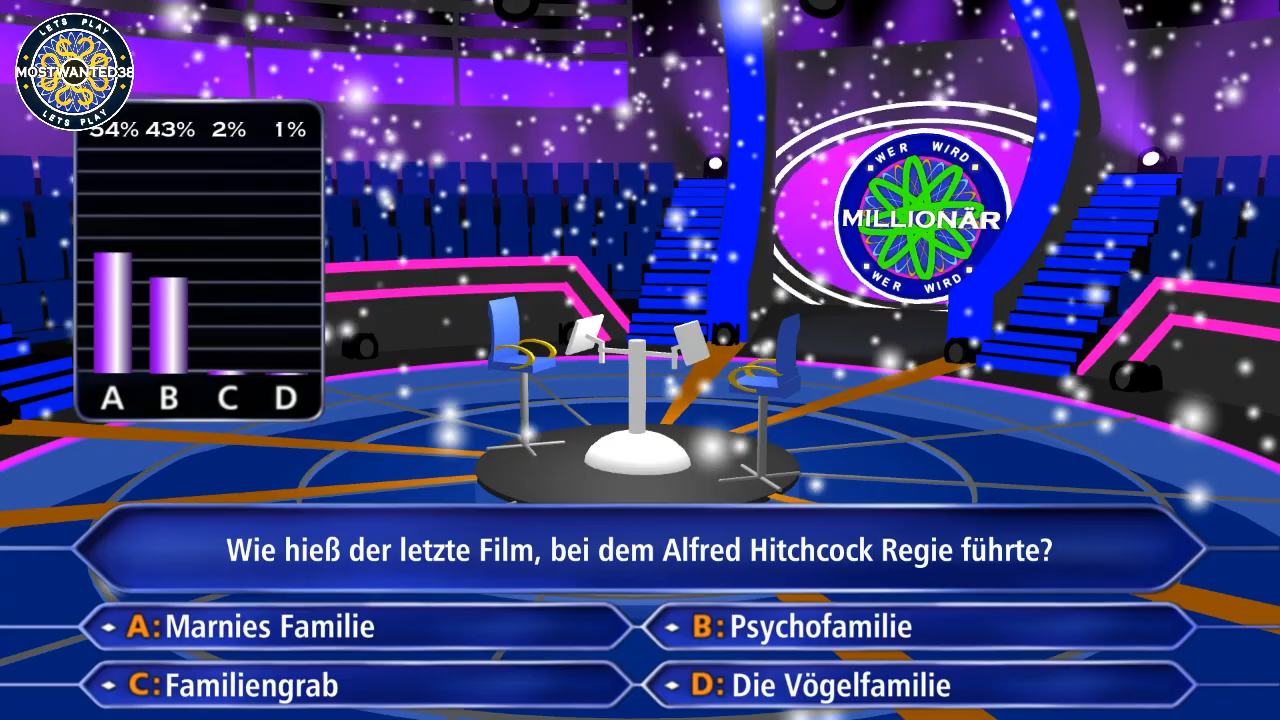 LETS PLAY
MOSTWANTED38
LETS PLAY
54% 43% 2% 1%
A B C D
WER WIRD
MILLIONÄR
WER WIRD
Wie hieß der letzte Film, bei dem Alfred Hitchcock Regie führte?
A: Marnies Familie
B: Psychofamilie
C: Familiengrab
D: Die Vögelfamilie